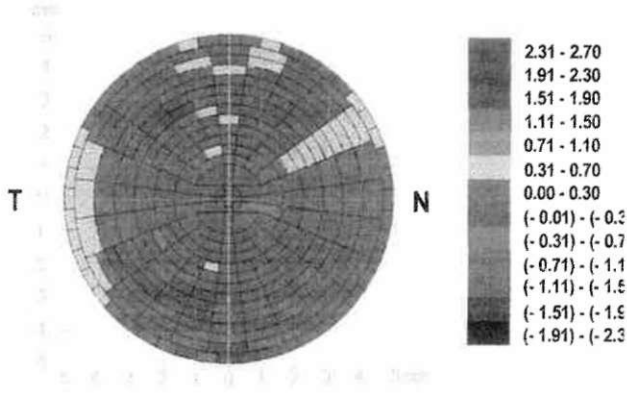 2.31 - 2.70
1.91 - 2.30
1.51 - 1.90
1.11 - 1.50
0.71 - 1.10
0.31 - 0.70
0.00 - 0.30
(- 0.01) - (- 0.3
(- 0.31) - (- 0.7
(- 0.71) - (- 1.1
(- 1.11) - (- 1.5
(- 1.51) - (- 1.9
(- 1.91) - (- 2.3
T
N